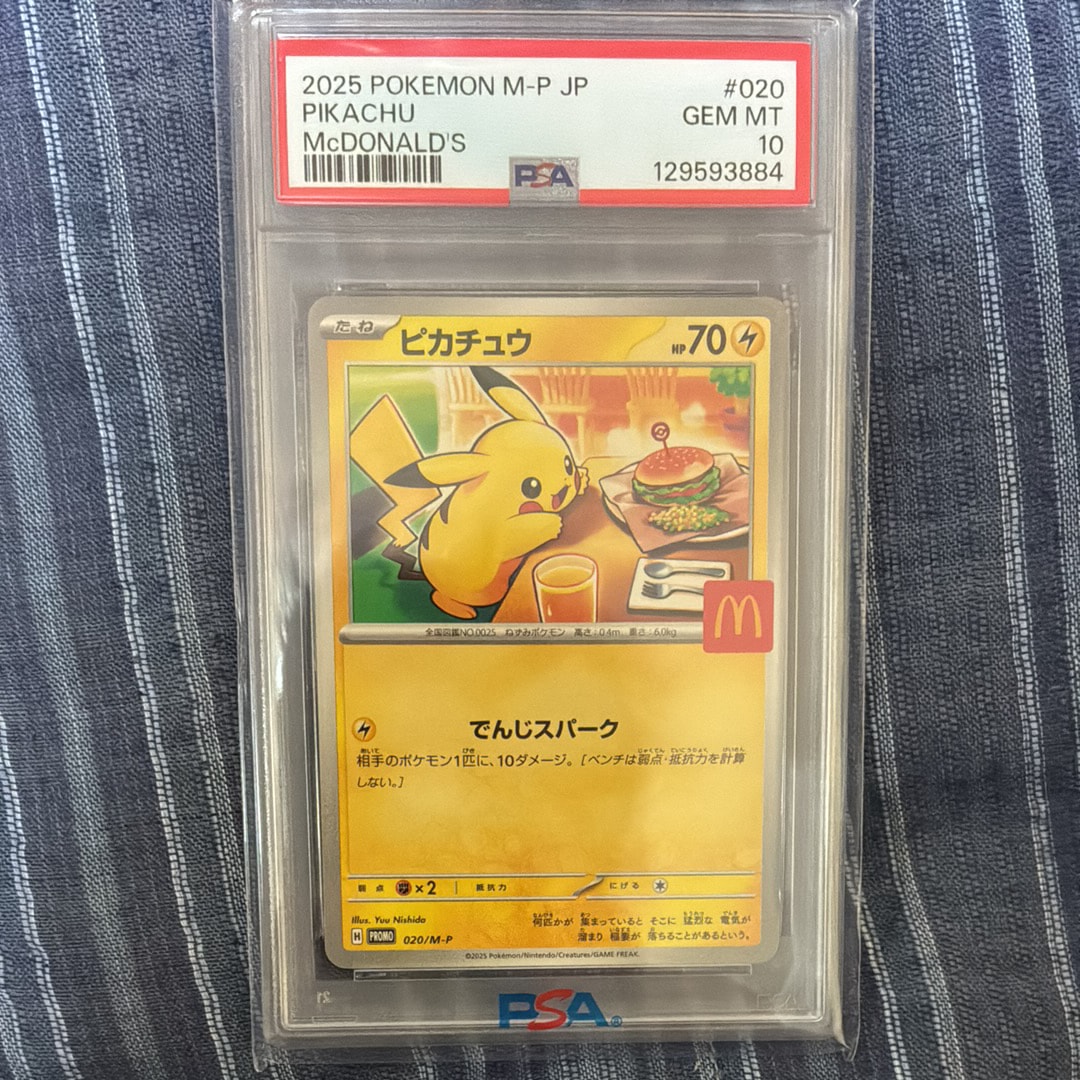 2025 POKEMON M-P JP #020
PIKACHU GEM MT
McDONALD'S 10
129593884
PSA
たね ピカチュウ HP70
全国図鑑NO.0025 ねずみポケモン 高さ:0.4m 重さ:6.0kg
でんじスパーク
相手のポケモン1匹に、10ダメージ。[ベンチは弱点・抵抗力を計算
しない。]
弱点 ×2 抵抗力 にげる
Illus. Yuu Nishida
何匹かが 集まっていると そこに 猛烈な 電気が
溜まり 稲妻が 落ちることがあるという。
H PROMO 020/M-P
©2025 Pokémon/Nintendo/Creatures/GAME FREAK.
PSA®